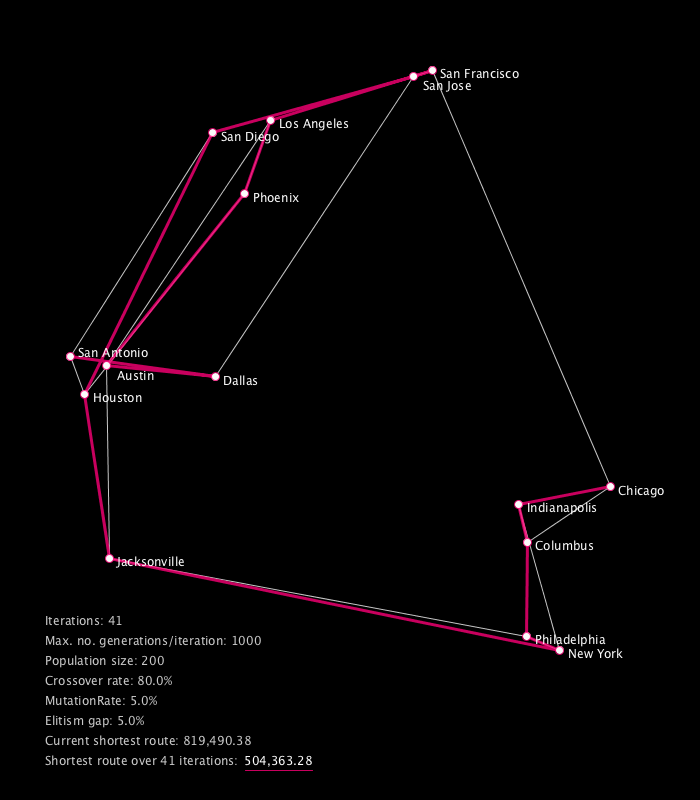 San Francisco
San Jose
Los Angeles
San Diego
Phoenix
San Antonio
Austin
Dallas
Houston
Chicago
Indianapolis
Columbus
Jacksonville
Philadelphia
New York
Iterations: 41
Max. no. generations/iteration: 1000
Population size: 200
Crossover rate: 80.0%
MutationRate: 5.0%
Elitism gap: 5.0%
Current shortest route: 819,490.38
Shortest route over 41 iterations: 504,363.28